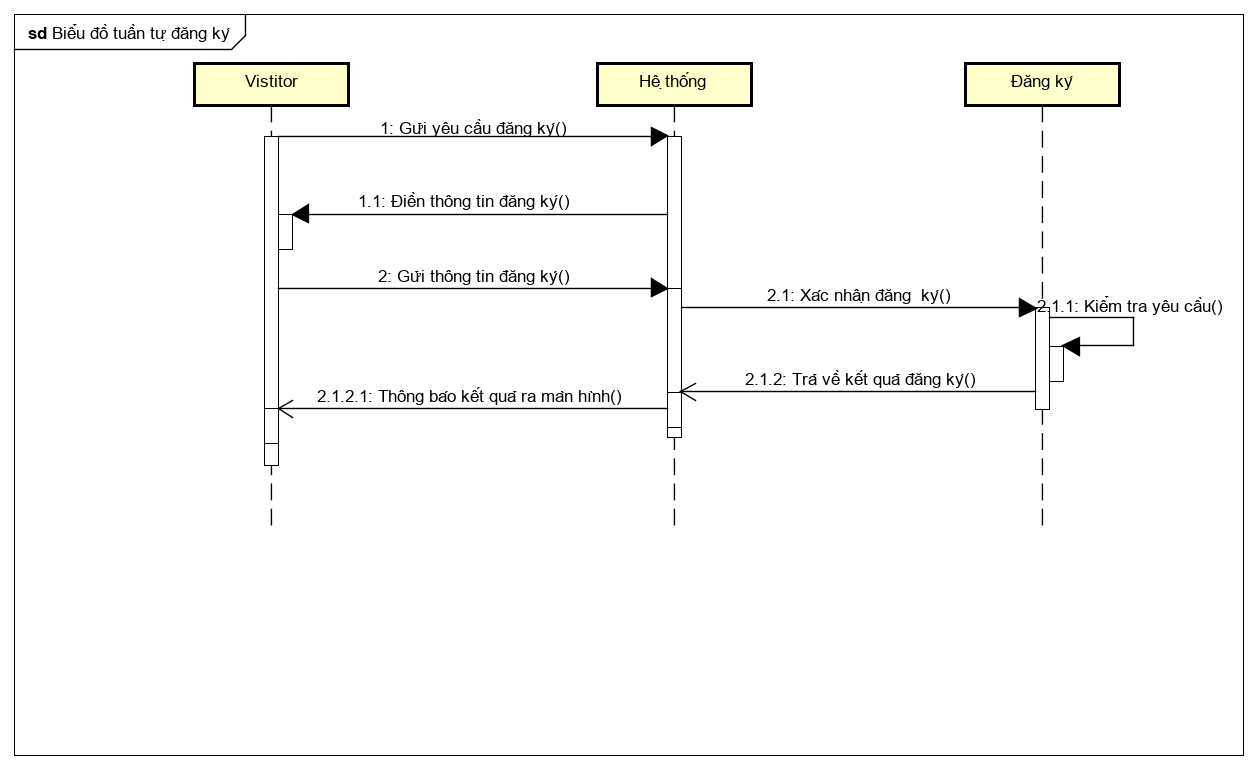 sd Biểu đồ tuần tự đăng ký
Vistitor
Hệ thống
Đăng ký
1: Gửi yêu cầu đăng ký()
1.1: Điền thông tin đăng ký()
2: Gửi thông tin đăng ký()
2.1: Xác nhận đăng ký()
2.1.1: Kiểm tra yêu cầu()
2.1.2: Trả về kết quả đăng ký()
2.1.2.1: Thông báo kết quả ra màn hình()